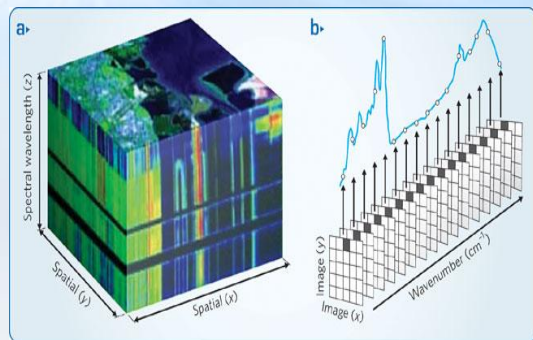 a
Spectral wavelength (z)
Spatial (y)
Spatial (x)
b
Image (y)
Image (x)
Wavenumber (cm⁻¹)